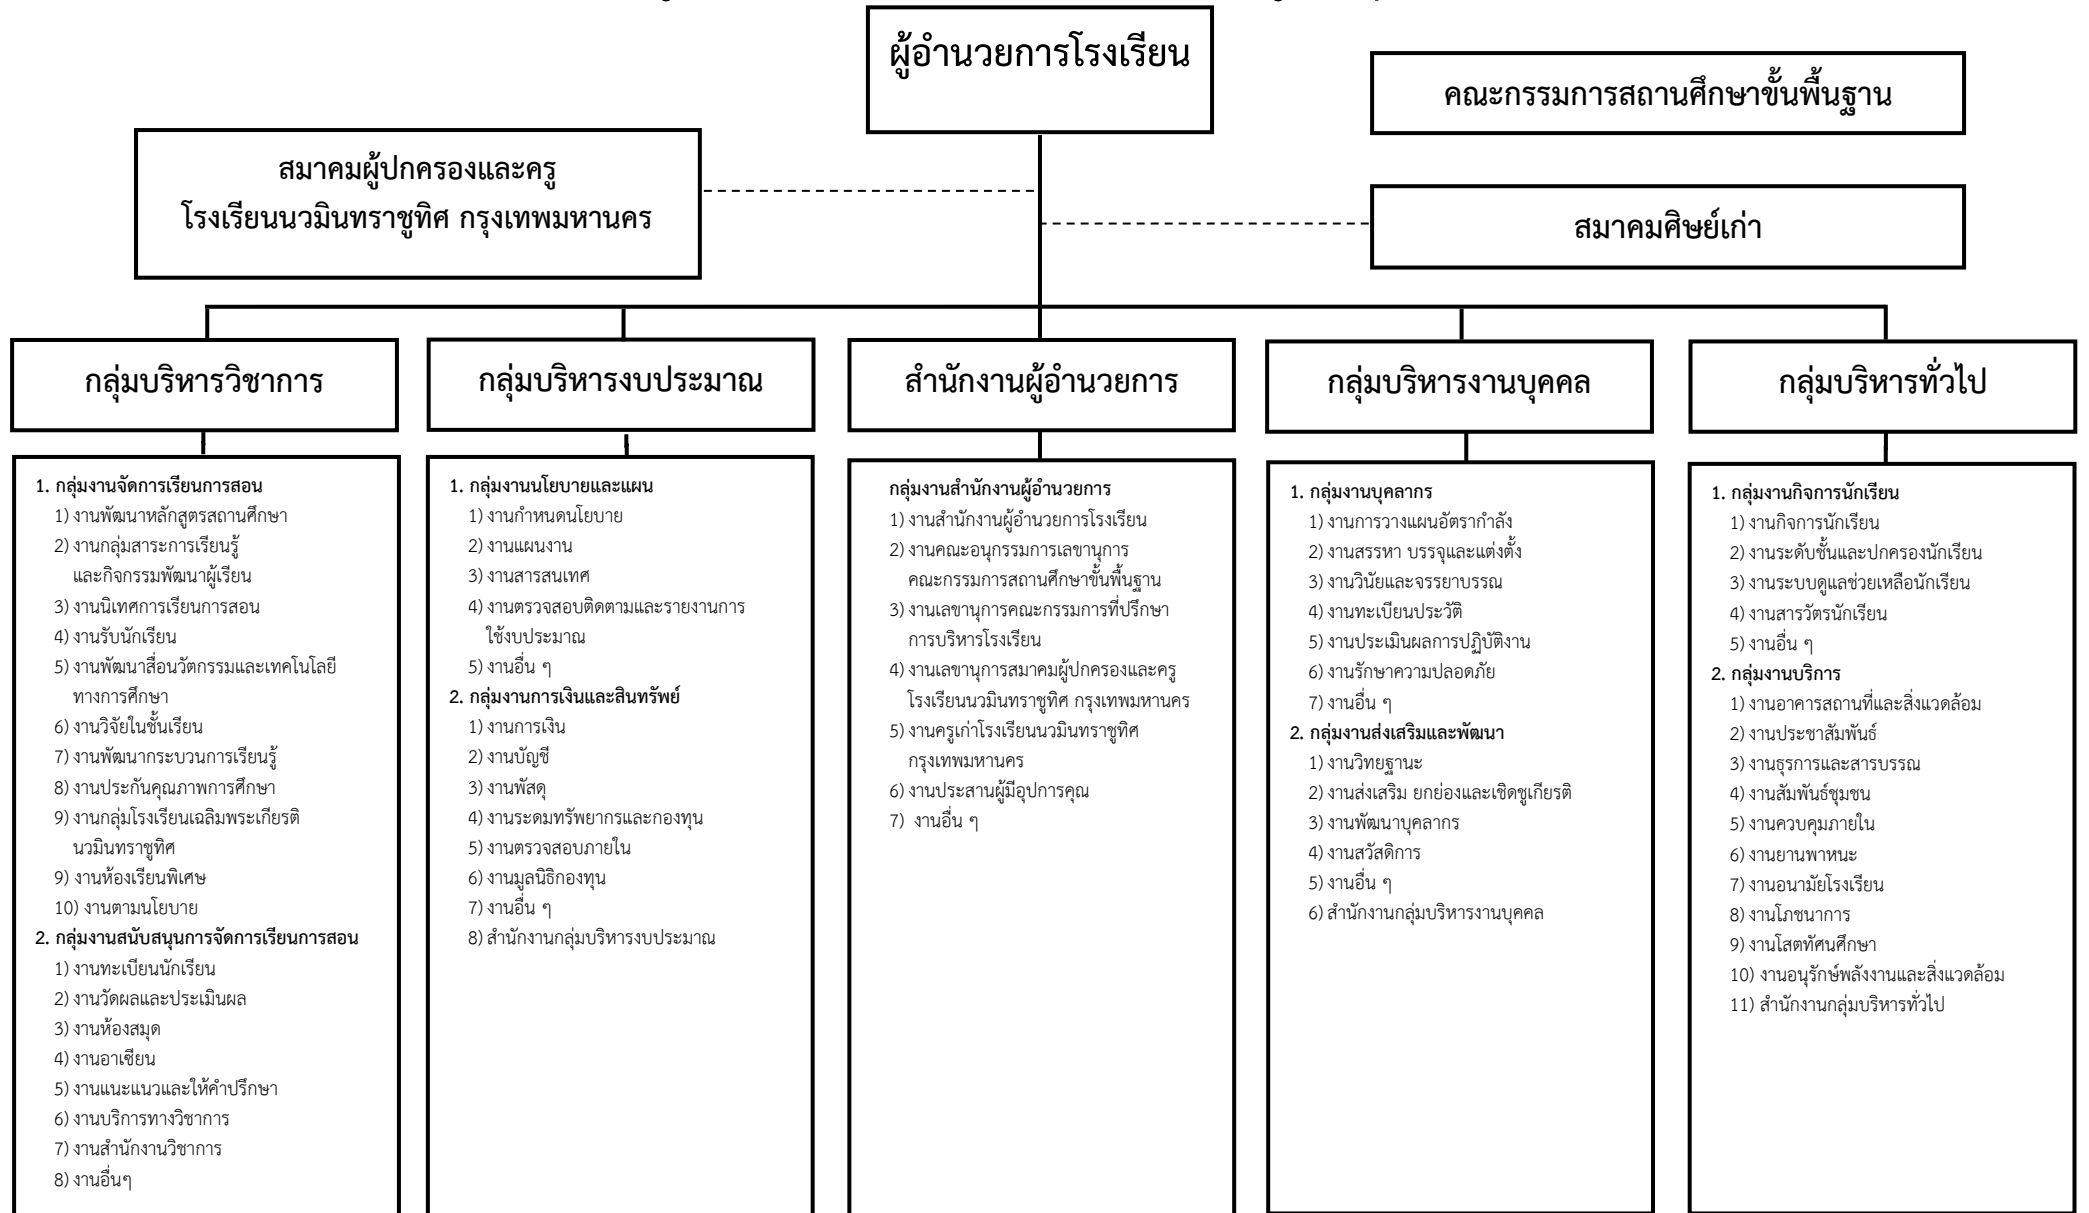 ผู้อำนวยการโรงเรียน
คณะกรรมการสถานศึกษาขั้นพื้นฐาน
สมาคมผู้ปกครองและครู
โรงเรียนนวมินทราชูทิศ กรุงเทพมหานคร
สมาคมศิษย์เก่า
กลุ่มบริหารวิชาการ
กลุ่มบริหารงบประมาณ
สำนักงานผู้อำนวยการ
กลุ่มบริหารงานบุคคล
กลุ่มบริหารทั่วไป
1. กลุ่มงานจัดการเรียนการสอน
1) งานพัฒนาหลักสูตรสถานศึกษา
2) งานกลุ่มสาระการเรียนรู้
และกิจกรรมพัฒนาผู้เรียน
3) งานนิเทศการเรียนการสอน
4) งานรับนักเรียน
5) งานพัฒนาสื่อนวัตกรรมและเทคโนโลยี
ทางการศึกษา
6) งานวิจัยในชั้นเรียน
7) งานพัฒนากระบวนการเรียนรู้
8) งานประกันคุณภาพการศึกษา
9) งานกลุ่มโรงเรียนเฉลิมพระเกียรติ
นวมินทราชูทิศ
9) งานห้องเรียนพิเศษ
10) งานตามนโยบาย
2. กลุ่มงานสนับสนุนการจัดการเรียนการสอน
1) งานทะเบียนนักเรียน
2) งานวัดผลและประเมินผล
3) งานห้องสมุด
4) งานอาเซียน
5) งานแนะแนวและให้คำปรึกษา
6) งานบริการทางวิชาการ
7) งานสำนักงานวิชาการ
8) งานอื่นๆ
1. กลุ่มงานนโยบายและแผน
1) งานกำหนดนโยบาย
2) งานแผนงาน
3) งานสารสนเทศ
4) งานตรวจสอบติดตามและรายงานการ
ใช้งบประมาณ
5) งานอื่น ๆ
2. กลุ่มงานการเงินและสินทรัพย์
1) งานการเงิน
2) งานบัญชี
3) งานพัสดุ
4) งานระดมทรัพยากรและกองทุน
5) งานตรวจสอบภายใน
6) งานมูลนิธิกองทุน
7) งานอื่น ๆ
8) สำนักงานกลุ่มบริหารงบประมาณ
กลุ่มงานสำนักงานผู้อำนวยการ
1) งานสำนักงานผู้อำนวยการโรงเรียน
2) งานคณะอนุกรรมการเลขานุการ
คณะกรรมการสถานศึกษาขั้นพื้นฐาน
3) งานเลขานุการคณะกรรมการที่ปรึกษา
การบริหารโรงเรียน
4) งานเลขานุการสมาคมผู้ปกครองและครู
โรงเรียนนวมินทราชูทิศ กรุงเทพมหานคร
5) งานครูเก่าโรงเรียนนวมินทราชูทิศ
กรุงเทพมหานคร
6) งานประสานผู้มีอุปการคุณ
7) งานอื่น ๆ
1. กลุ่มงานบุคลากร
1) งานการวางแผนอัตรากำลัง
2) งานสรรหา บรรจุและแต่งตั้ง
3) งานวินัยและจรรยาบรรณ
4) งานทะเบียนประวัติ
5) งานประเมินผลการปฏิบัติงาน
6) งานรักษาความปลอดภัย
7) งานอื่น ๆ
2. กลุ่มงานส่งเสริมและพัฒนา
1) งานวิทยฐานะ
2) งานส่งเสริม ยกย่องและเชิดชูเกียรติ
3) งานพัฒนาบุคลากร
4) งานสวัสดิการ
5) งานอื่น ๆ
6) สำนักงานกลุ่มบริหารงานบุคคล
1. กลุ่มงานกิจการนักเรียน
1) งานกิจการนักเรียน
2) งานระดับชั้นและปกครองนักเรียน
3) งานระบบดูแลช่วยเหลือนักเรียน
4) งานสารวัตรนักเรียน
5) งานอื่น ๆ
2. กลุ่มงานบริการ
1) งานอาคารสถานที่และสิ่งแวดล้อม
2) งานประชาสัมพันธ์
3) งานธุรการและสารบรรณ
4) งานสัมพันธ์ชุมชน
5) งานควบคุมภายใน
6) งานยานพาหนะ
7) งานอนามัยโรงเรียน
8) งานโภชนาการ
9) งานโสตทัศนศึกษา
10) งานอนุรักษ์พลังงานและสิ่งแวดล้อม
11) สำนักงานกลุ่มบริหารทั่วไป